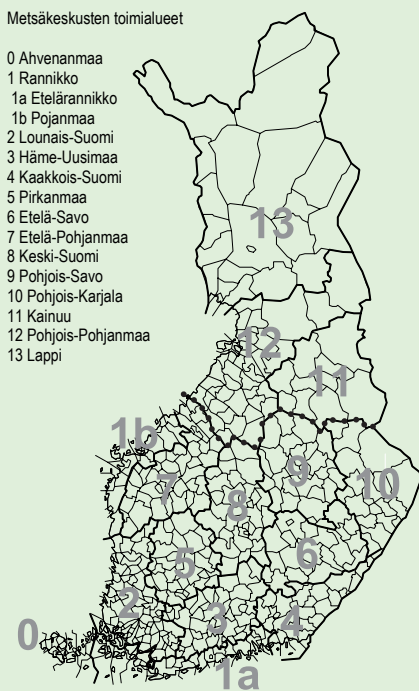 Metsäkeskusten toimialueet
0 Ahvenanmaa
1 Rannikko
1a Etelärannikko
1b Pojanmaa
2 Lounais-Suomi
3 Häme-Uusimaa
4 Kaakkois-Suomi
5 Pirkanmaa
6 Etelä-Savo
7 Etelä-Pohjanmaa
8 Keski-Suomi
9 Pohjois-Savo
10 Pohjois-Karjala
11 Kainuu
12 Pohjois-Pohjanmaa
13 Lappi
13
12
11
1b
7
8
9
10
5
6
2
3
4
0
1a